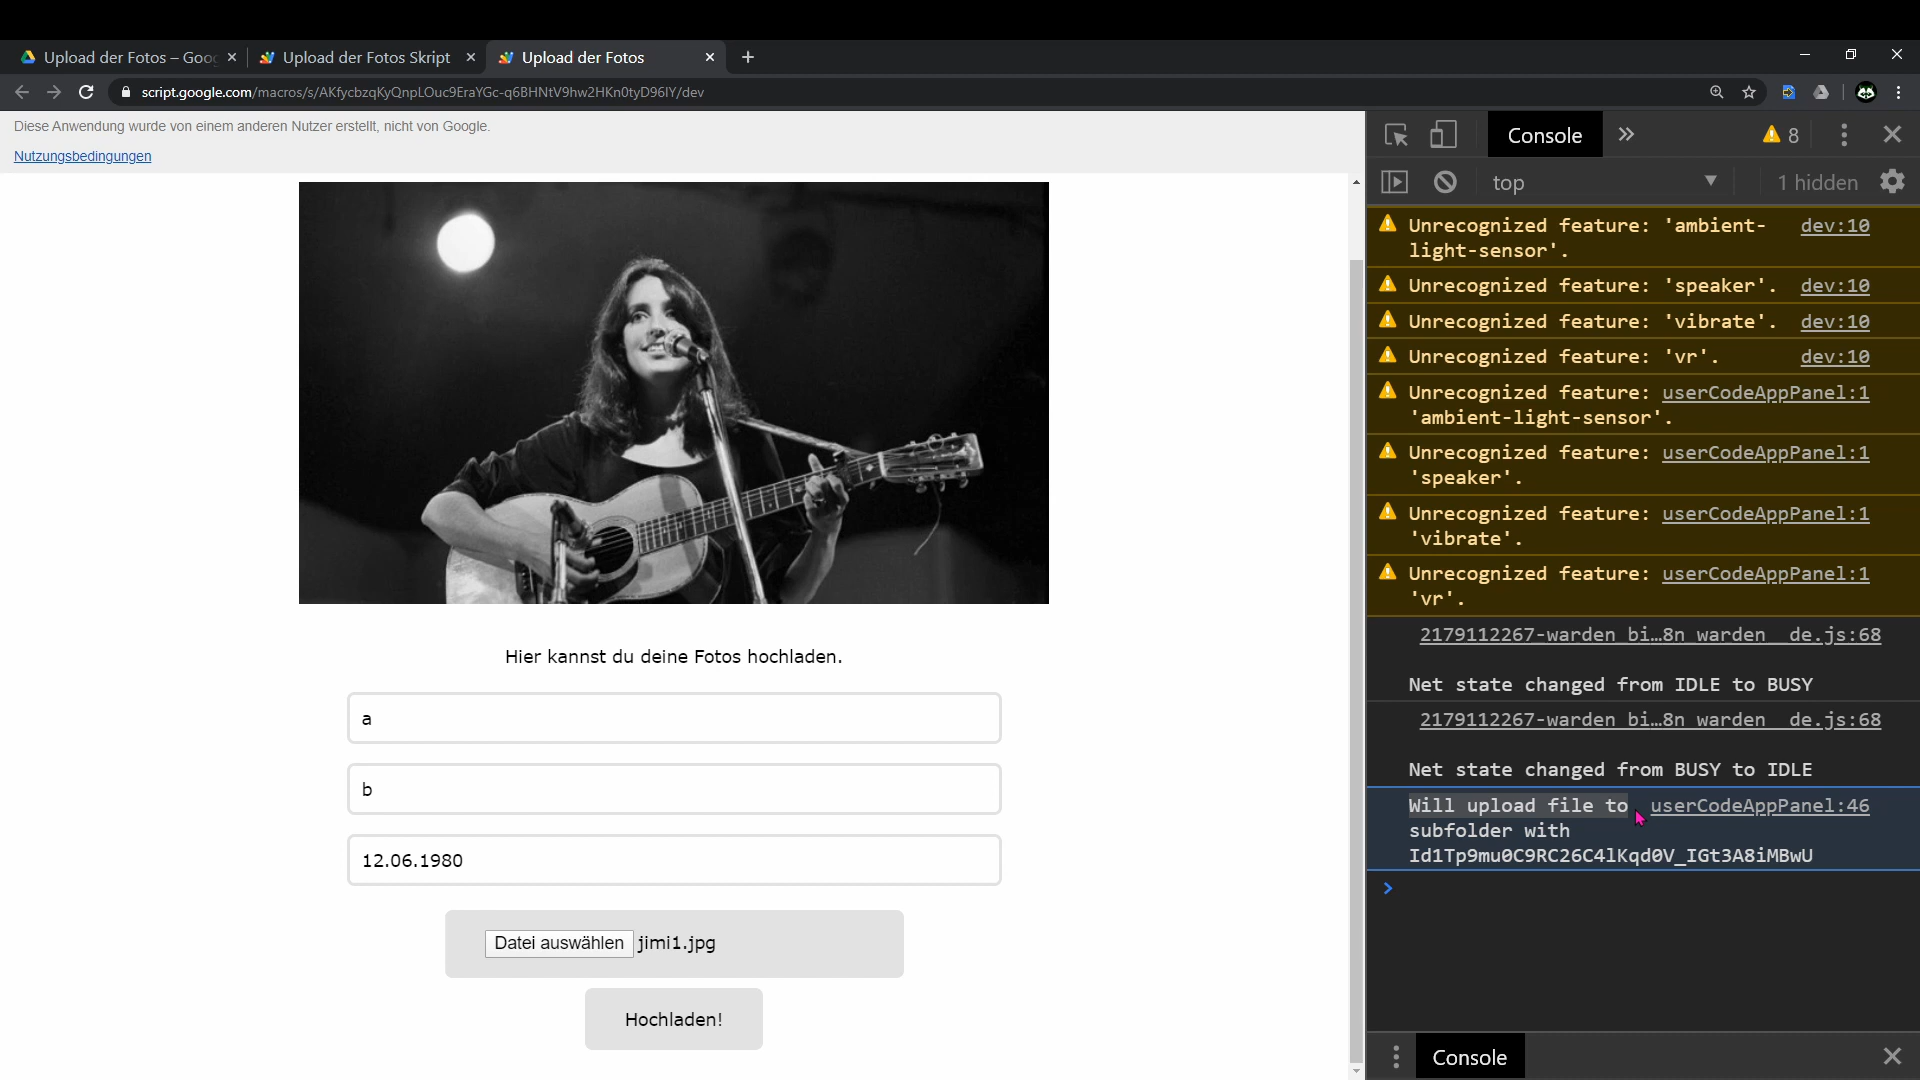 Upload der Fotos – Goo
Upload der Fotos Skript
Upload der Fotos
script.google.com/macros/s/AKfycbzqKyQnpLOuc9EraYGc-q6BHNtV9hw2HKn0tyD96IY/dev
Diese Anwendung wurde von einem anderen Nutzer erstellt, nicht von Google.
Nutzungsbedingungen
Hier kannst du deine Fotos hochladen.
a
b
12.06.1980
Datei auswählen jimi1.jpg
Hochladen!
Console
8
top
1 hidden
Unrecognized feature: 'ambient- dev:10
light-sensor'.
Unrecognized feature: 'speaker'. dev:10
Unrecognized feature: 'vibrate'. dev:10
Unrecognized feature: 'vr'. dev:10
Unrecognized feature: userCodeAppPanel:1
'ambient-light-sensor'.
Unrecognized feature: userCodeAppPanel:1
'speaker'.
Unrecognized feature: userCodeAppPanel:1
'vibrate'.
Unrecognized feature: userCodeAppPanel:1
'vr'.
2179112267-warden_bi…8n_warden__de.js:68
Net state changed from IDLE to BUSY
2179112267-warden_bi…8n_warden__de.js:68
Net state changed from BUSY to IDLE
Will upload file to userCodeAppPanel:46
subfolder with
Id1Tp9mu0C9RC26C4lKqd0V_IGt3A8iMBwU
Console